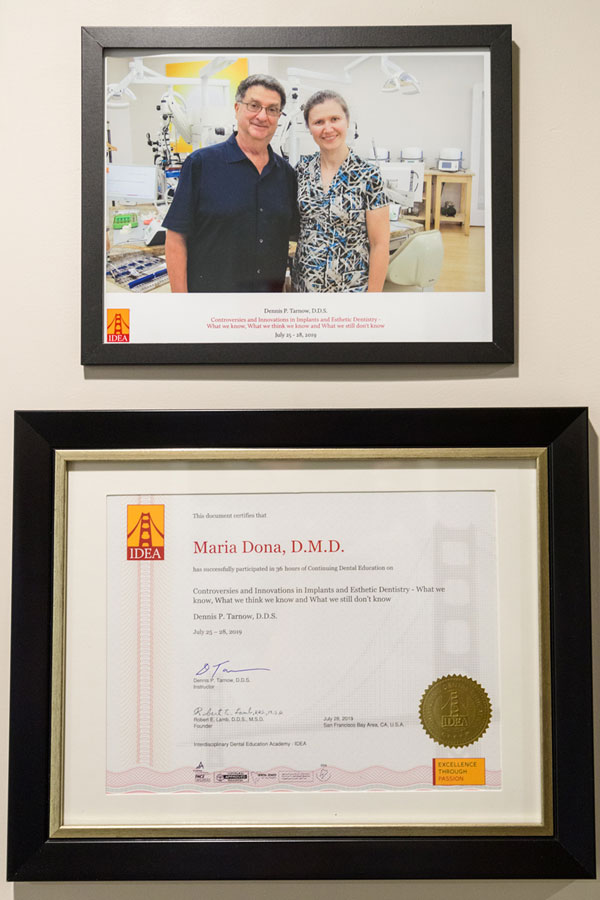 Dennis P. Tarnow, D.D.S.
Controversies and Innovations in Implants and Esthetic Dentistry -
What we know, What we think we know and What we still don't know
July 25 - 28, 2019
IDEA
IDEA
This document certifies that
Maria Dona, D.M.D.
has successfully participated in 36 hours of Continuing Dental Education on
Controversies and Innovations in Implants and Esthetic Dentistry - What we
know, What we think we know and What we still don't know
Dennis P. Tarnow, D.D.S.
July 25 – 28, 2019
Dennis P. Tarnow, D.D.S.
Instructor
Robert E. Lamb, D.D.S., M.S.D.
Founder
July 28, 2019
San Francisco Bay Area, CA, U.S.A.
Interdisciplinary Dental Education Academy - IDEA
IDEA
EXCELLENCE
THROUGH
PASSION